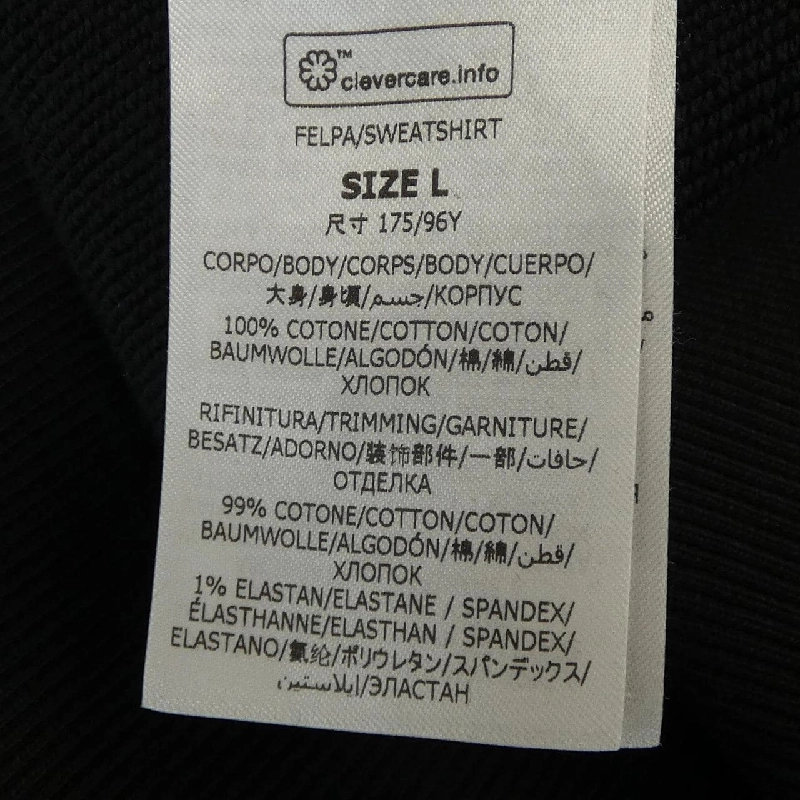 ™
clevercare.info
FELPA/SWEATSHIRT
SIZE L
尺寸 175/96Y
CORPO/BODY/CORPS/BODY/CUERPO/
大身/身頃/جسم/КОРПУС
100% COTONE/COTTON/COTON/
BAUMWOLLE/ALGODÓN/棉/綿/قطن/
ХЛОПОК
RIFINITURA/TRIMMING/GARNITURE/
BESATZ/ADORNO/装饰部件/一部/حافات/
ОТДЕЛКА
99% COTONE/COTTON/COTON/
BAUMWOLLE/ALGODÓN/棉/綿/قطن/
ХЛОПОК
1% ELASTAN/ELASTANE / SPANDEX/
ÉLASTHANNE/ELASTHAN / SPANDEX/
ELASTANO/氨纶/ポリウレタン/スパンデックス/
إيلاستين/ЭЛАСТАН